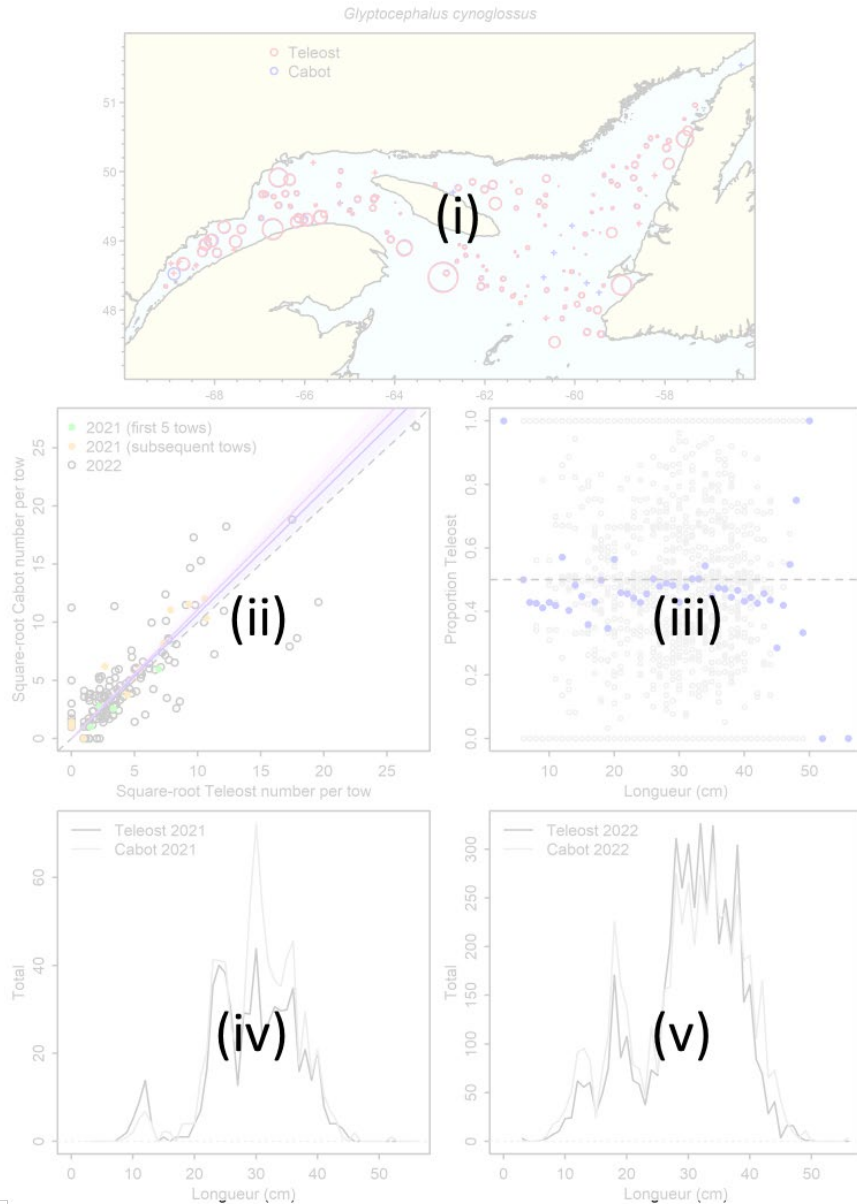 Glyptocephalus cynoglossus
Teleost
Cabot
51
50
49
48
(i)
-68 -66 -64 -62 -60 -58 -56
2021 (first 5 tows)
2021 (subsequent tows)
2022
Square-root Cabot number per tow
0 5 10 15 20 25
(ii)
0 5 10 15 20 25
Square-root Teleost number per tow
Proportion Teleost
0.0 0.2 0.4 0.6 0.8 1.0
(iii)
10 20 30 40 50
Longueur (cm)
Teleost 2021
Cabot 2021
Total
0 20 40 60
(iv)
0 10 20 30 40 50
Longueur (cm)
Teleost 2022
Cabot 2022
Total
0 50 100 150 200 250 300
(v)
0 10 20 30 40 50 60
Longueur (cm)